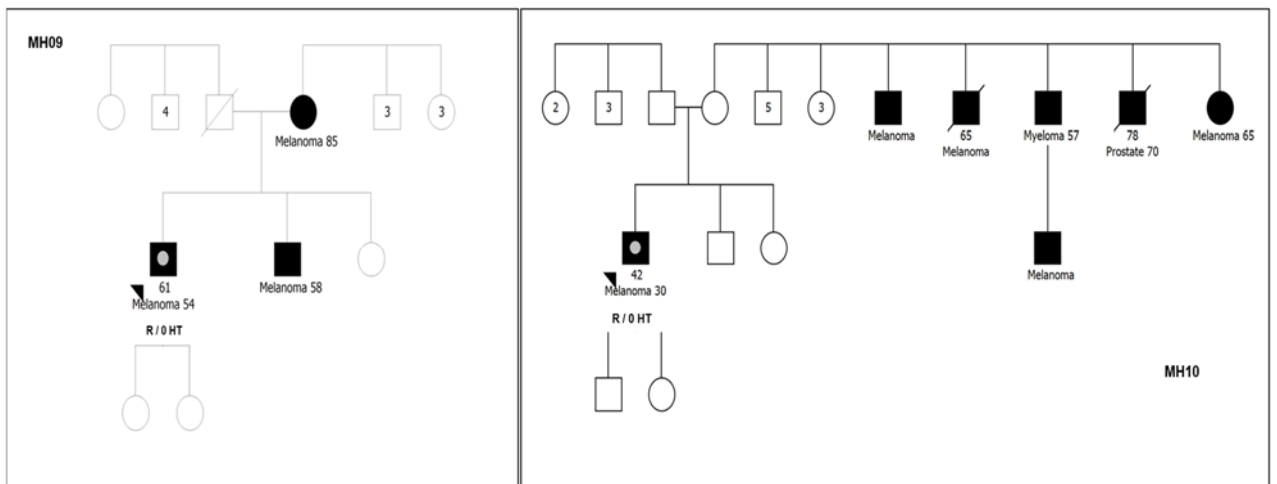 MH09
4
3
3
Melanoma 85
61
Melanoma 54
Melanoma 58
R / 0 HT
2
3
5
3
Melanoma
65
Melanoma
Myeloma 57
78
Prostate 70
Melanoma 65
42
Melanoma 30
Melanoma
R / 0 HT
MH10